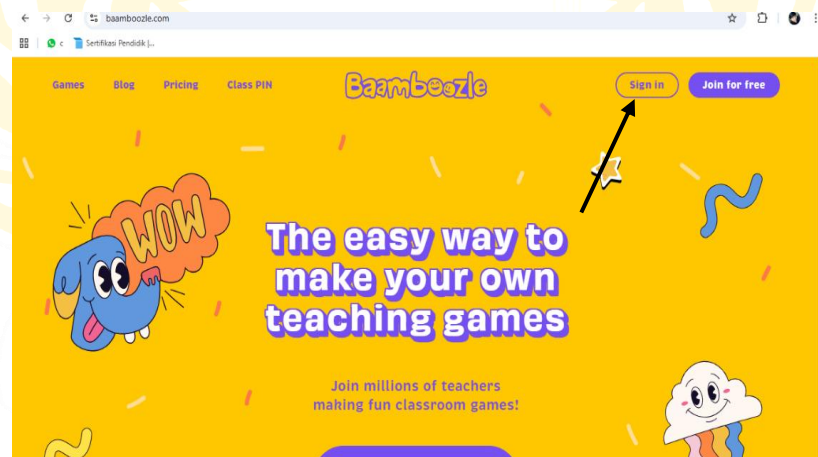 baamboozle.com
c Sertifikasi Pendidik |...
Games Blog Pricing Class PIN Baamboozle Sign in Join for free
WOW
The easy way to
make your own
teaching games
Join millions of teachers
making fun classroom games!